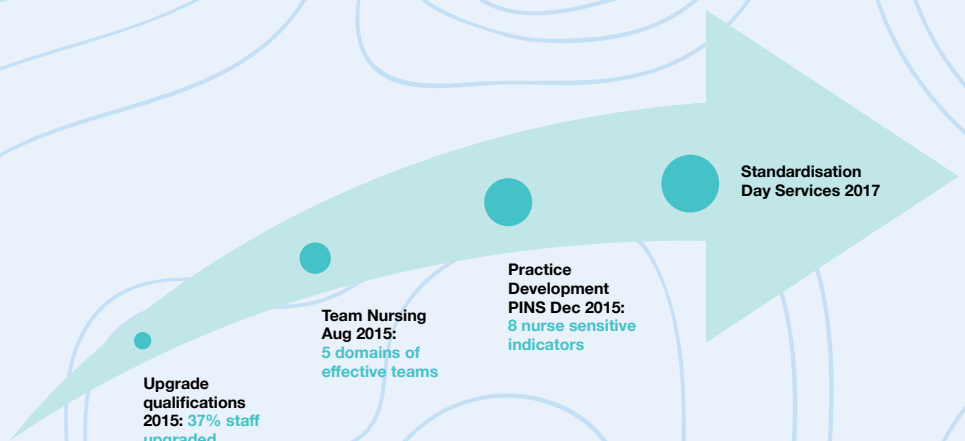 Standardisation
Day Services 2017
Practice
Development
PINS Dec 2015:
8 nurse sensitive
indicators
Team Nursing
Aug 2015:
5 domains of
effective teams
Upgrade
qualifications
2015: 37% staff
upgraded